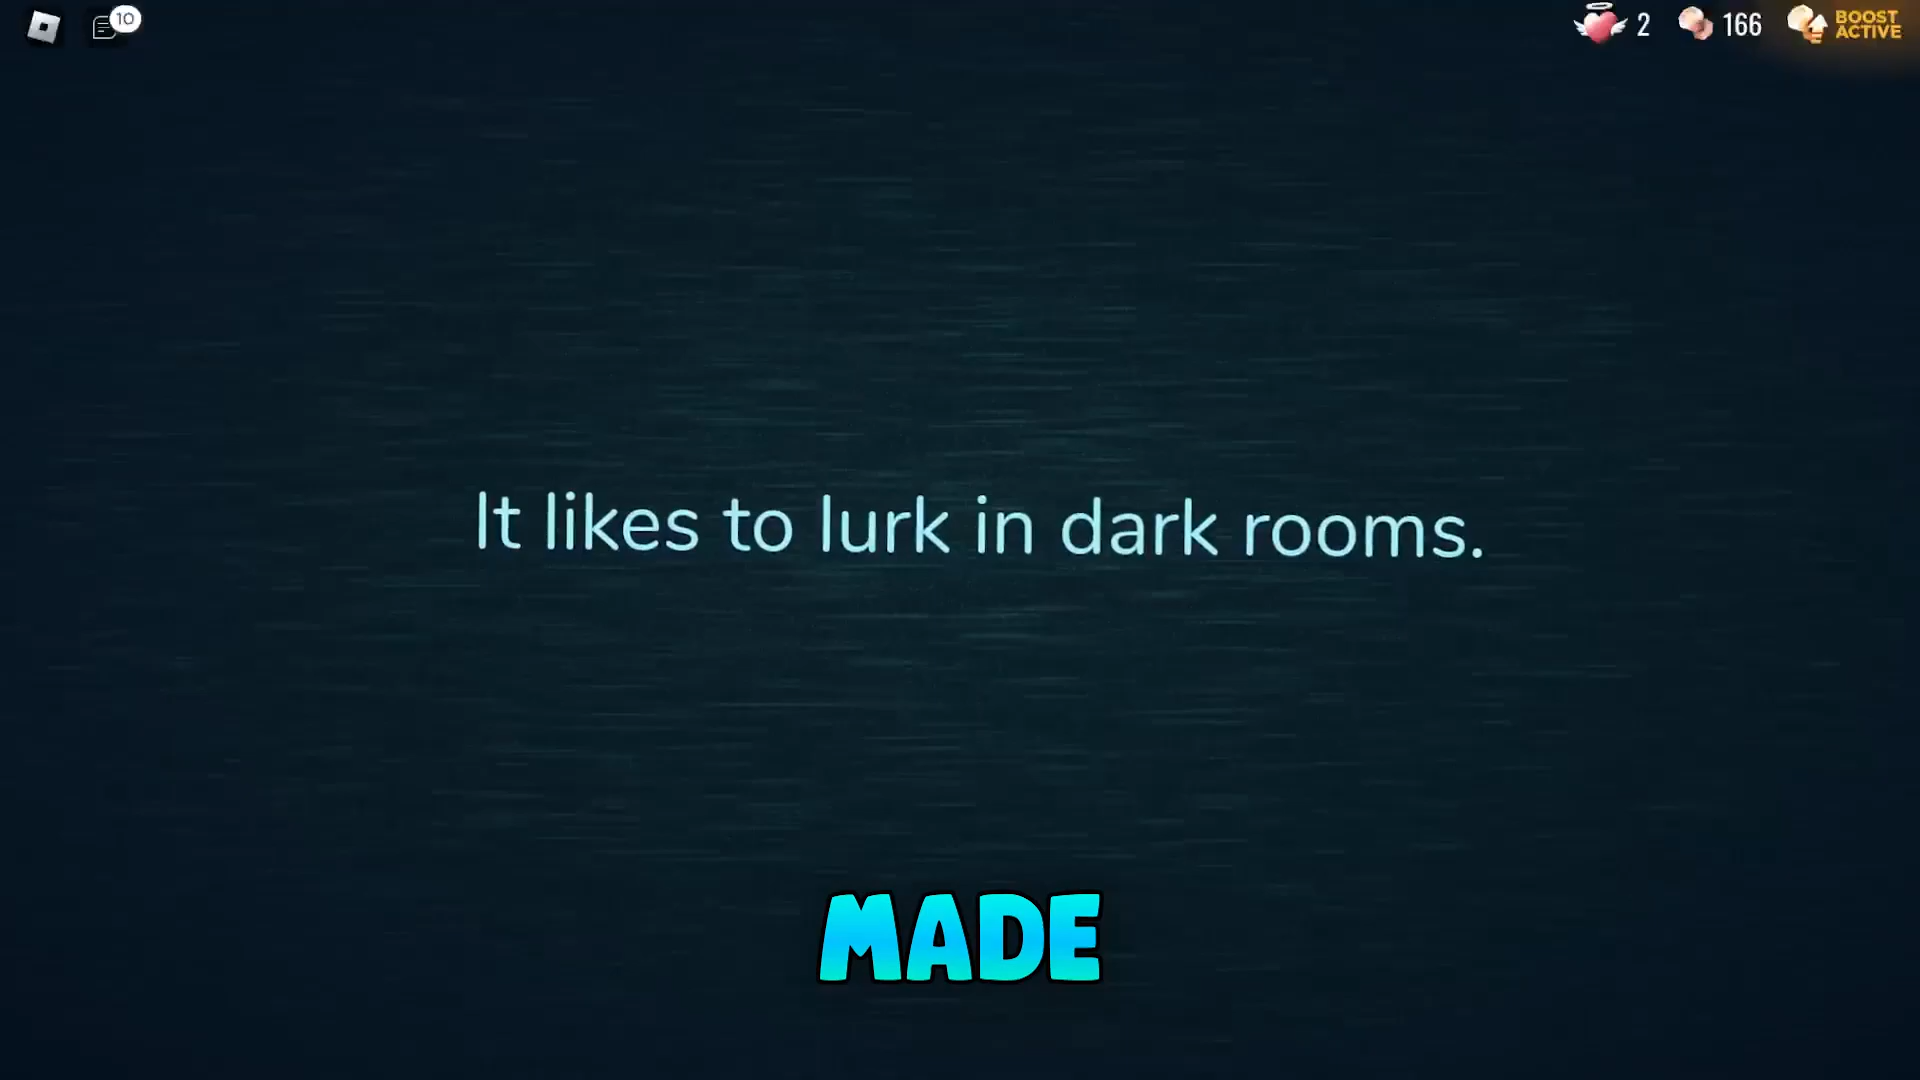 10
2
166
BOOST
ACTIVE
It likes to lurk in dark rooms.
MADE